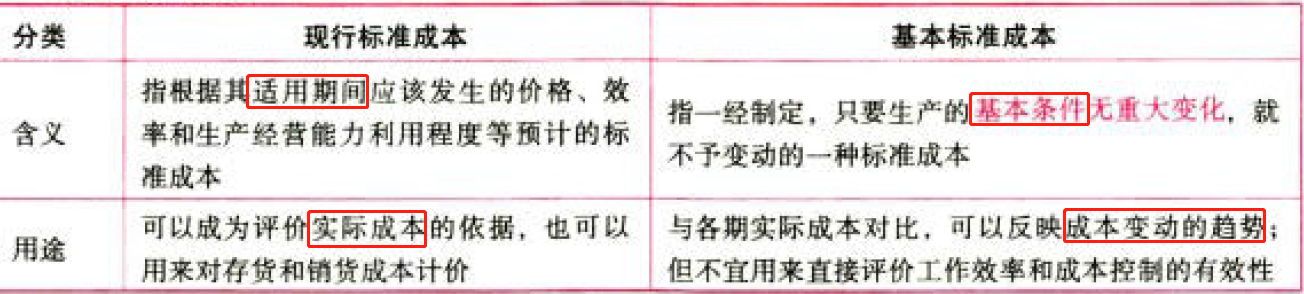 分类 现行标准成本 基本标准成本
含义
指根据其适用期间应该发生的价格、效
率和生产经营能力利用程度等预计的标
准成本
指一经制定，只要生产的基本条件无重大变化，就
不予变动的一种标准成本
用途
可以成为评价实际成本的依据，也可以
用来对存货和销货成本计价
与各期实际成本对比，可以反映成本变动的趋势；
但不宜用来直接评价工作效率和成本控制的有效性